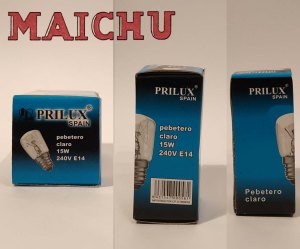 MAICHU
PRILUX®
SPAIN
pebetero
claro
15W
240V E14
PRILUX®
SPAIN
pebetero
claro
15W
240V E14
PRILUX®
SPAIN
Pebetero
claro